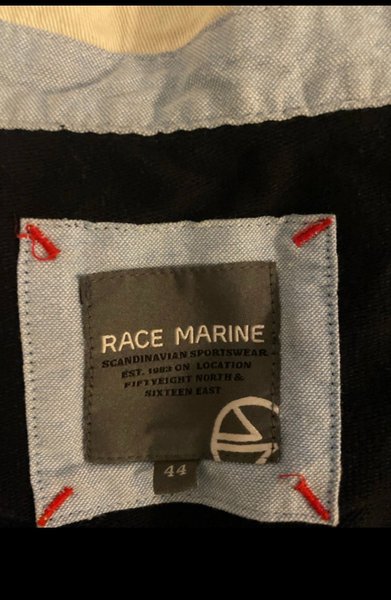 RACE MARINE
SCANDINAVIAN SPORTSWEAR
EST. 1983 ON LOCATION
FIFTYEIGHT NORTH &
SIXTEEN EAST
44